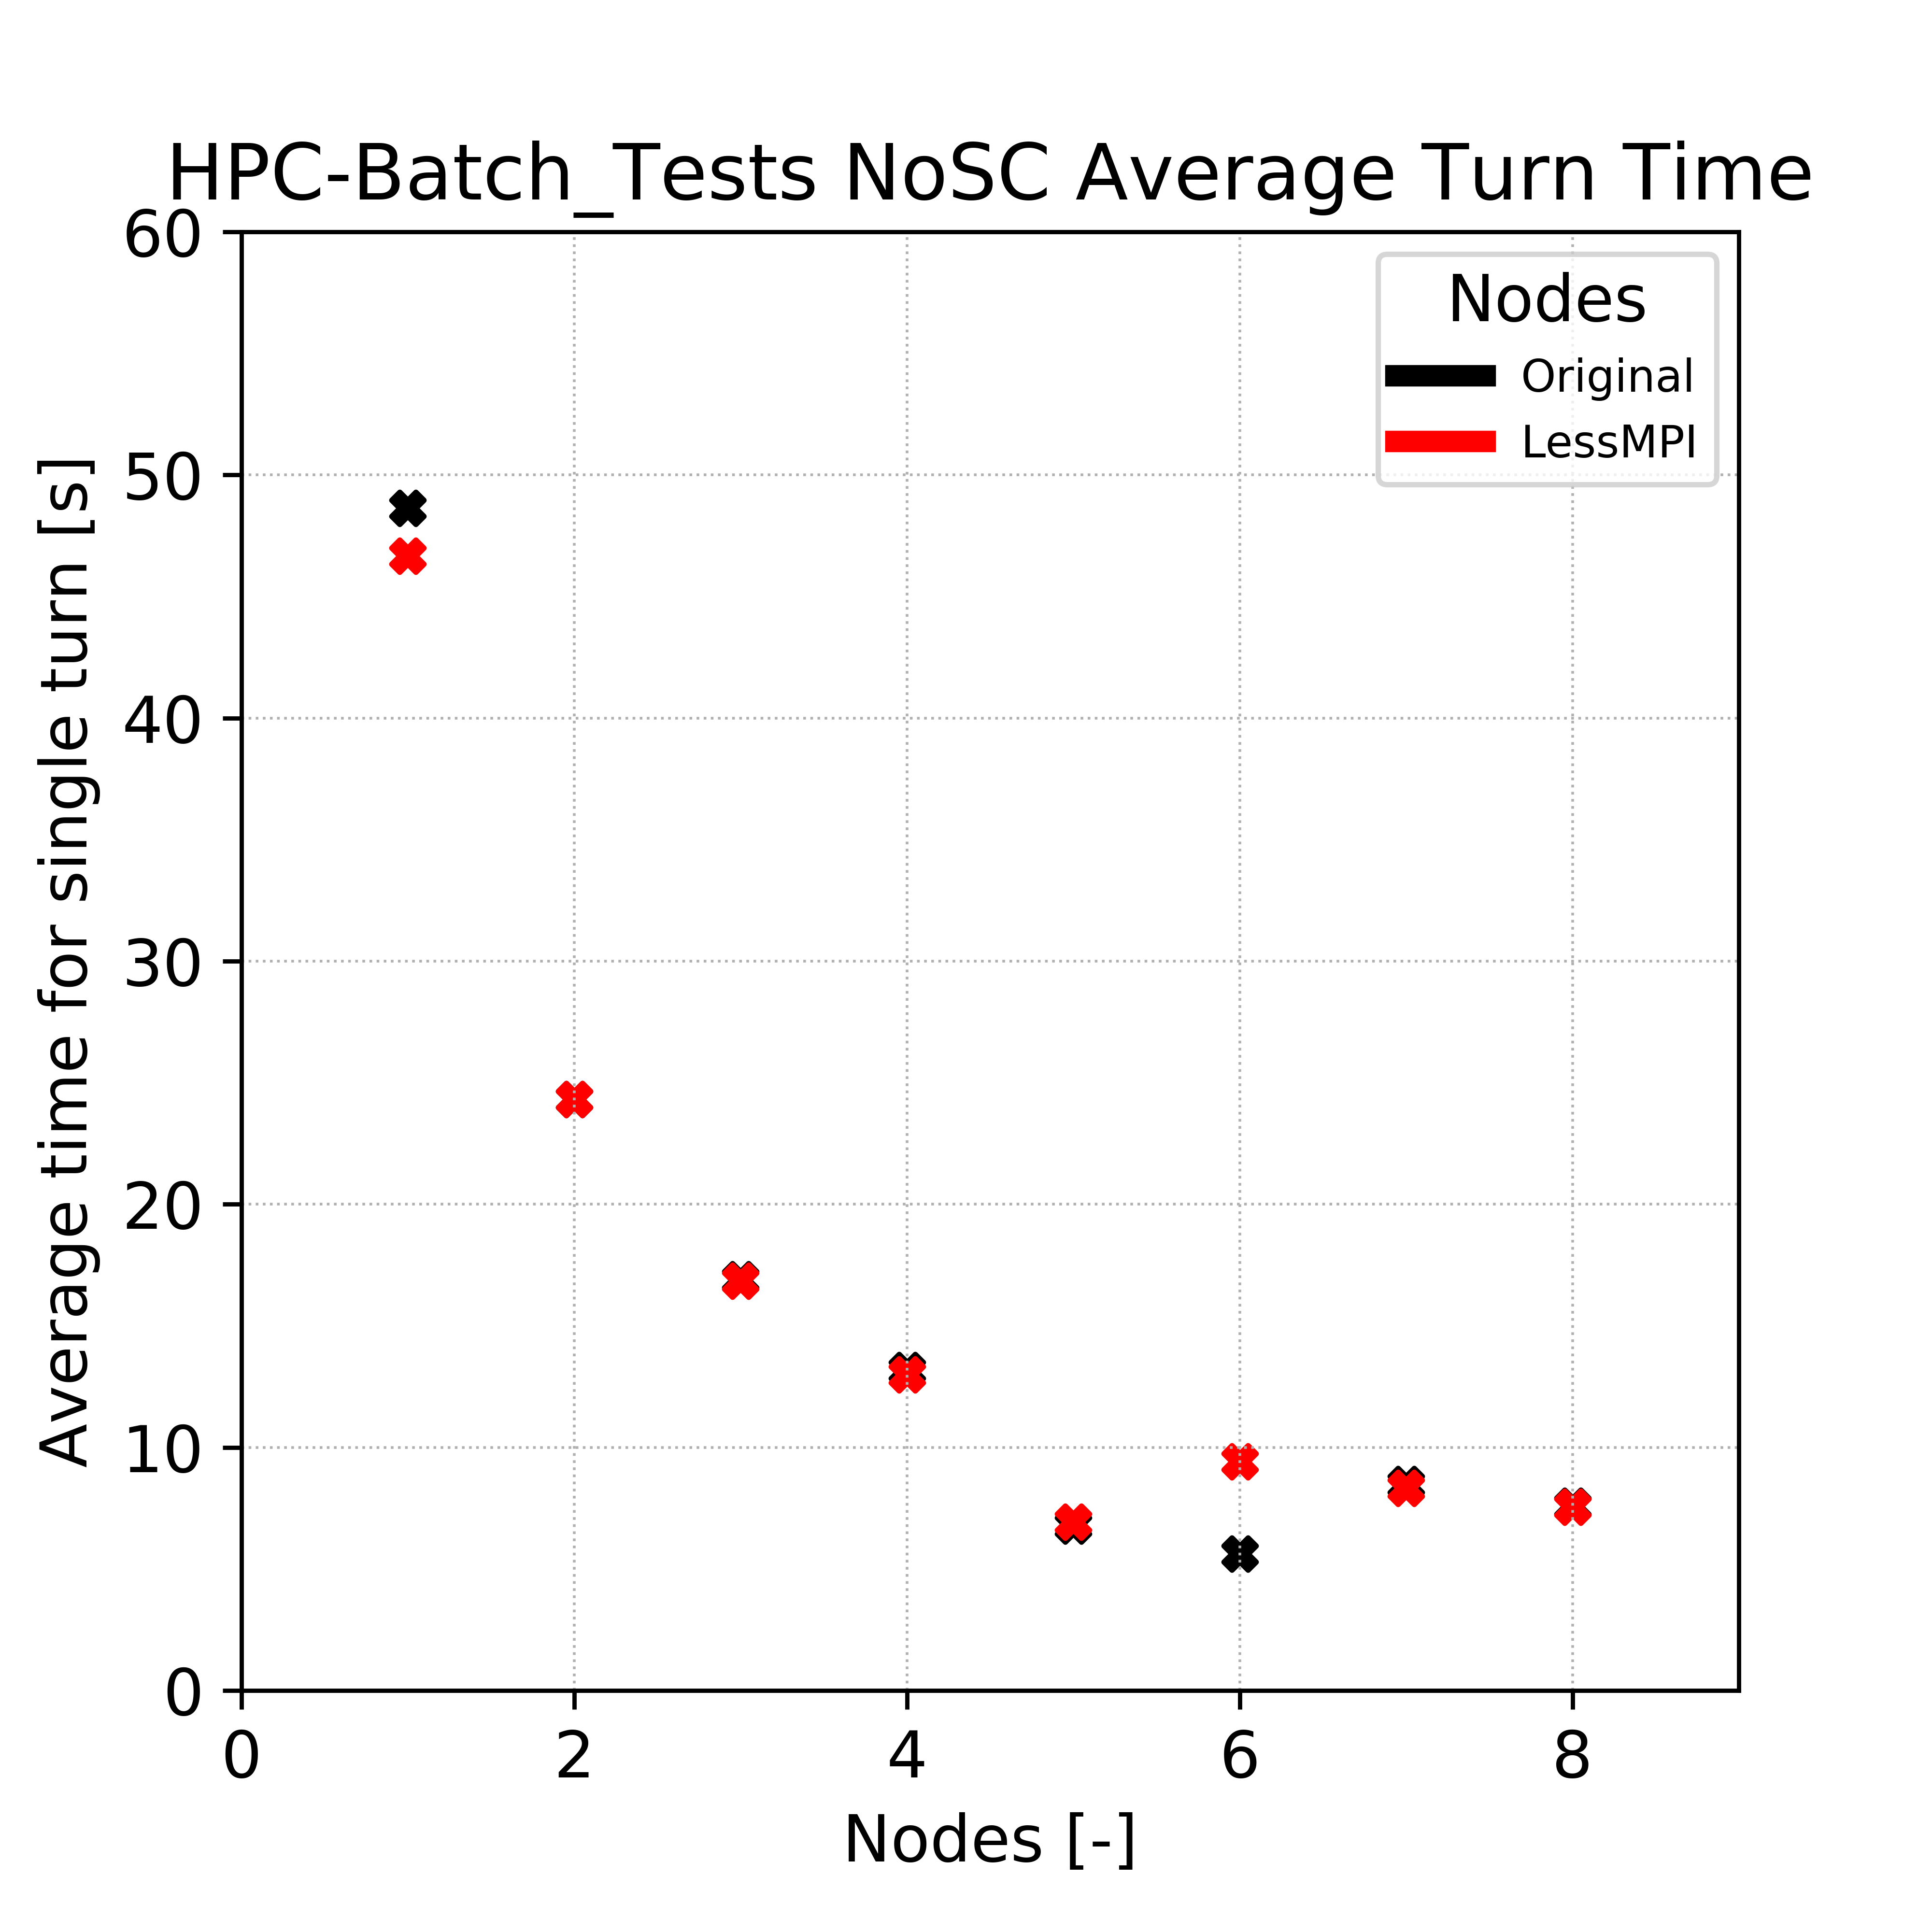 HPC-Batch_Tests NoSC Average Turn Time
60
50
40
30
20
10
0
Average time for single turn [s]
Nodes
Original
LessMPI
0 2 4 6 8
Nodes [-]